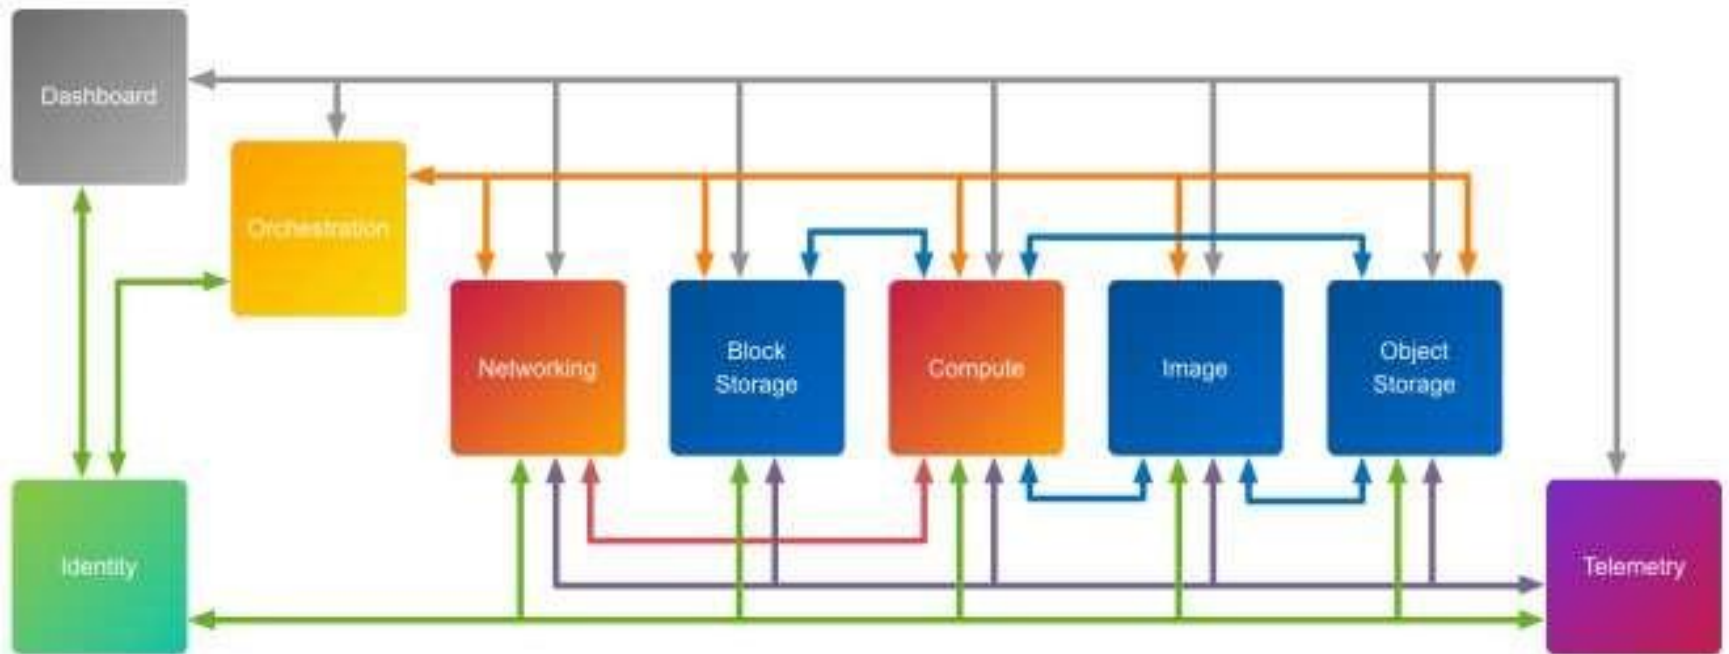 Dashboard
Orchestration
Networking
Block
Storage
Compute
Image
Object
Storage
Identity
Telemetry